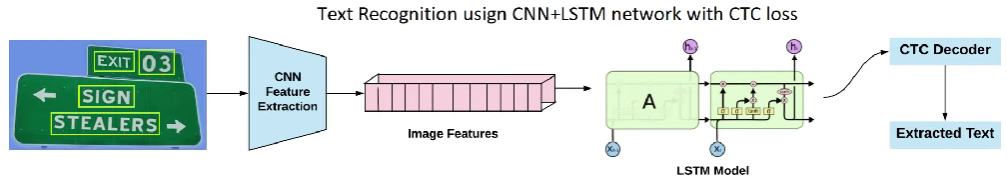 Text Recognition usign CNN+LSTM network with CTC loss
EXIT 03
SIGN
STEALERS
CNN
Feature
Extraction
Image Features
A
LSTM Model
CTC Decoder
Extracted Text